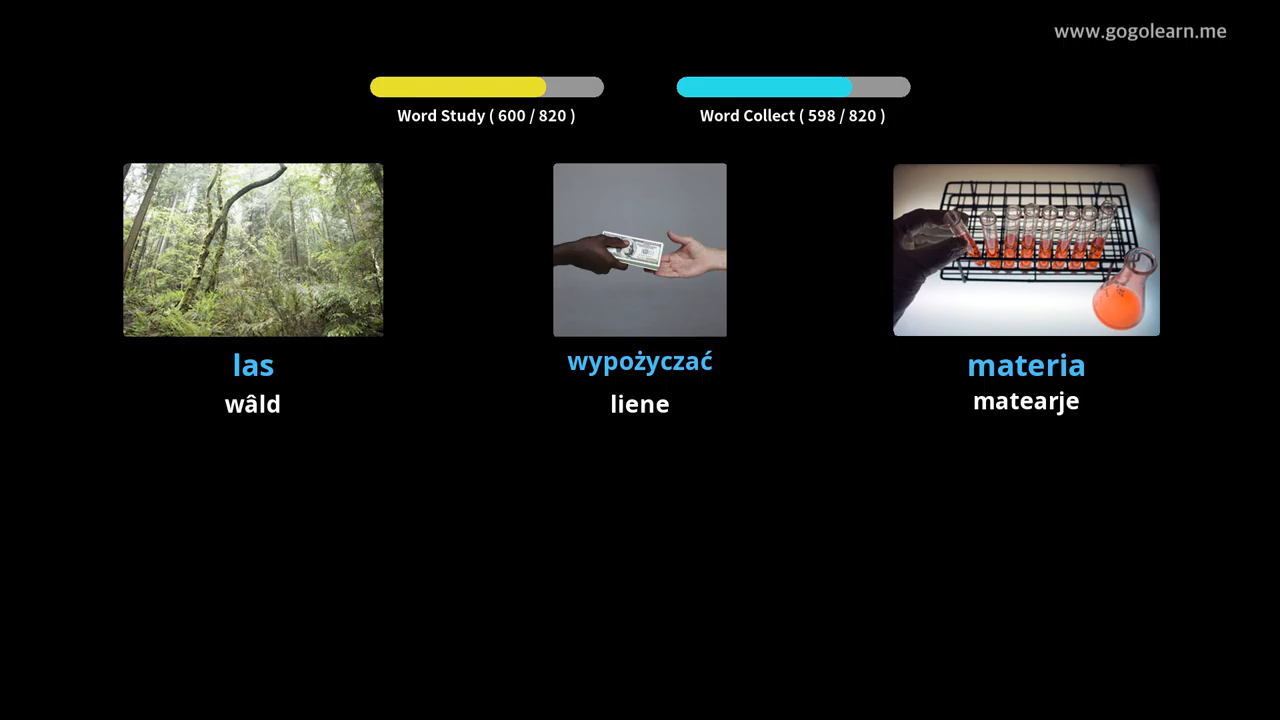 www.gogolearn.me
Word Study ( 600 / 820 )
Word Collect ( 598 / 820 )
las
wypożyczać
materia
wâld
liene
matearje